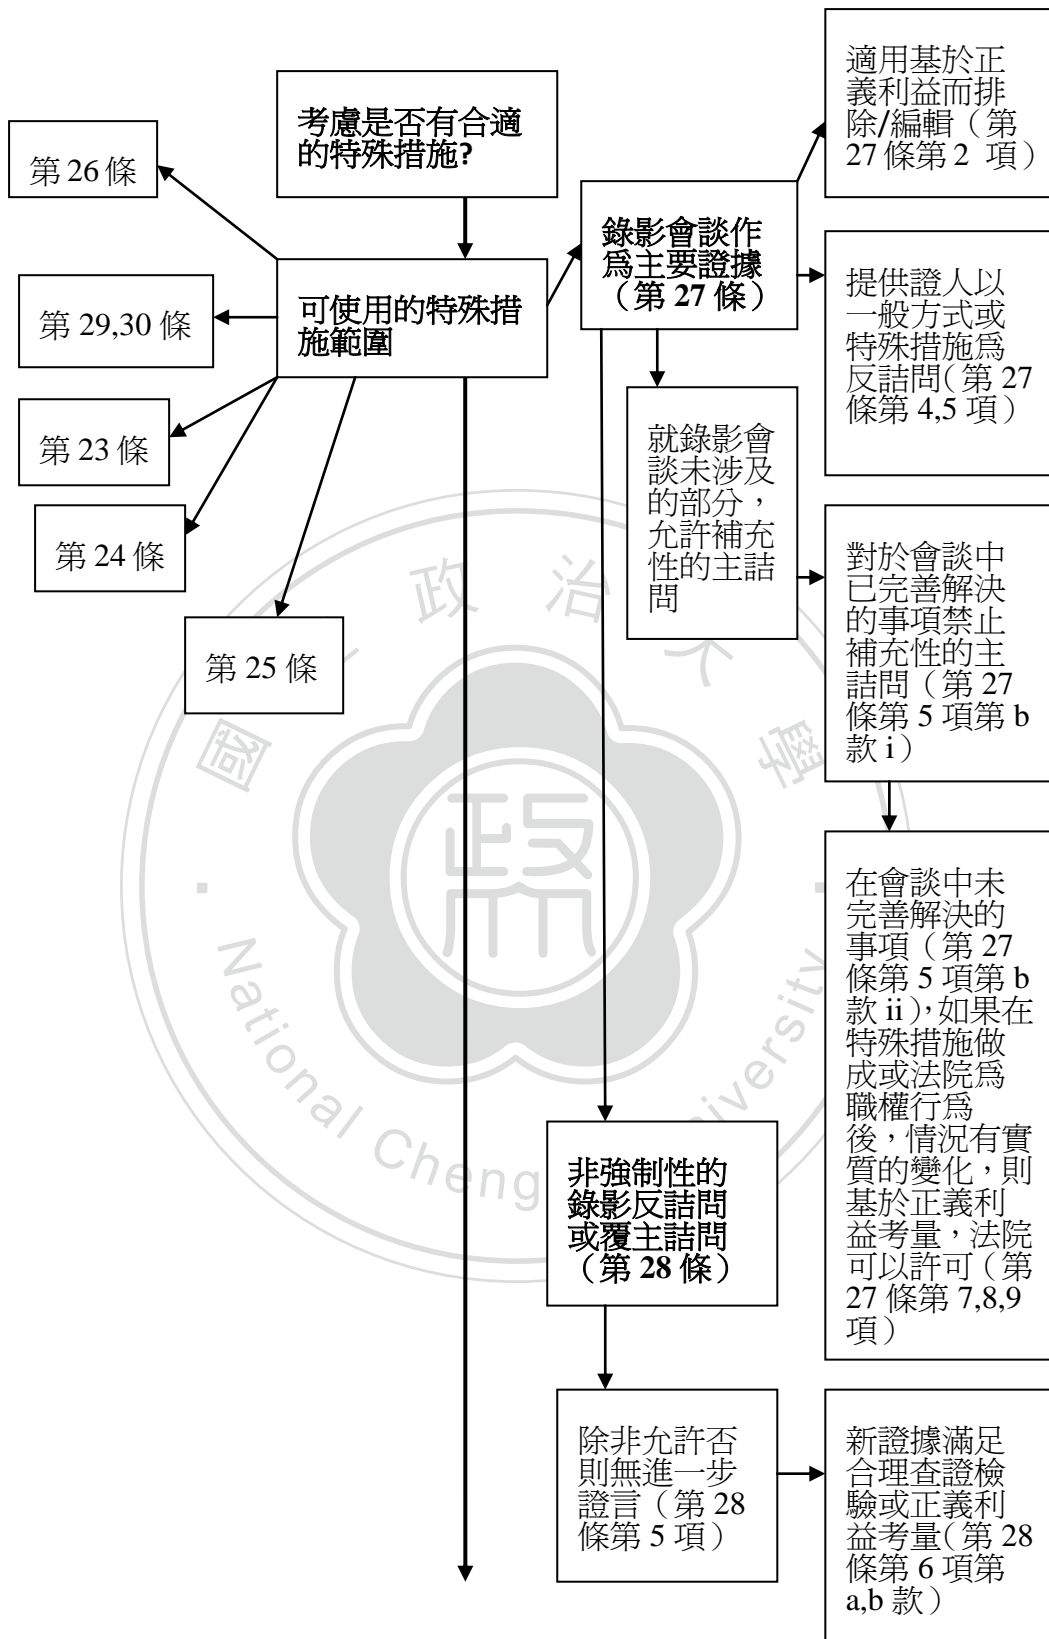 考慮是否有合適
的特殊措施?
第 26 條
可使用的特殊措
施範圍
第 29,30 條
第 23 條
第 24 條
第 25 條
錄影會談作
為主要證據
（第 27 條）
適用基於正
義利益而排
除/編輯（第
27 條第 2 項）
提供證人以
一般方式或
特殊措施為
反詰問（第 27
條第 4,5 項）
就錄影會
談未涉及
的部分，
允許補充
性的主詰
問
對於會談中
已完善解決
的事項禁止
補充性的主
詰問（第 27
條第 5 項第 b
款 i）
在會談中未
完善解決的
事項（第 27
條第 5 項第 b
款 ii），如果在
特殊措施做
成或法院為
職權行為
後，情況有實
質的變化，則
基於正義利
益考量，法院
可以許可（第
27 條第 7,8,9
項）
非強制性的
錄影反詰問
或覆主詰問
（第 28 條）
除非允許否
則無進一步
證言（第 28
條第 5 項）
新證據滿足
合理查證檢
驗或正義利
益考量（第 28
條第 6 項第
a,b 款）
國
政 治 大 學
政
National Cheng
iversity